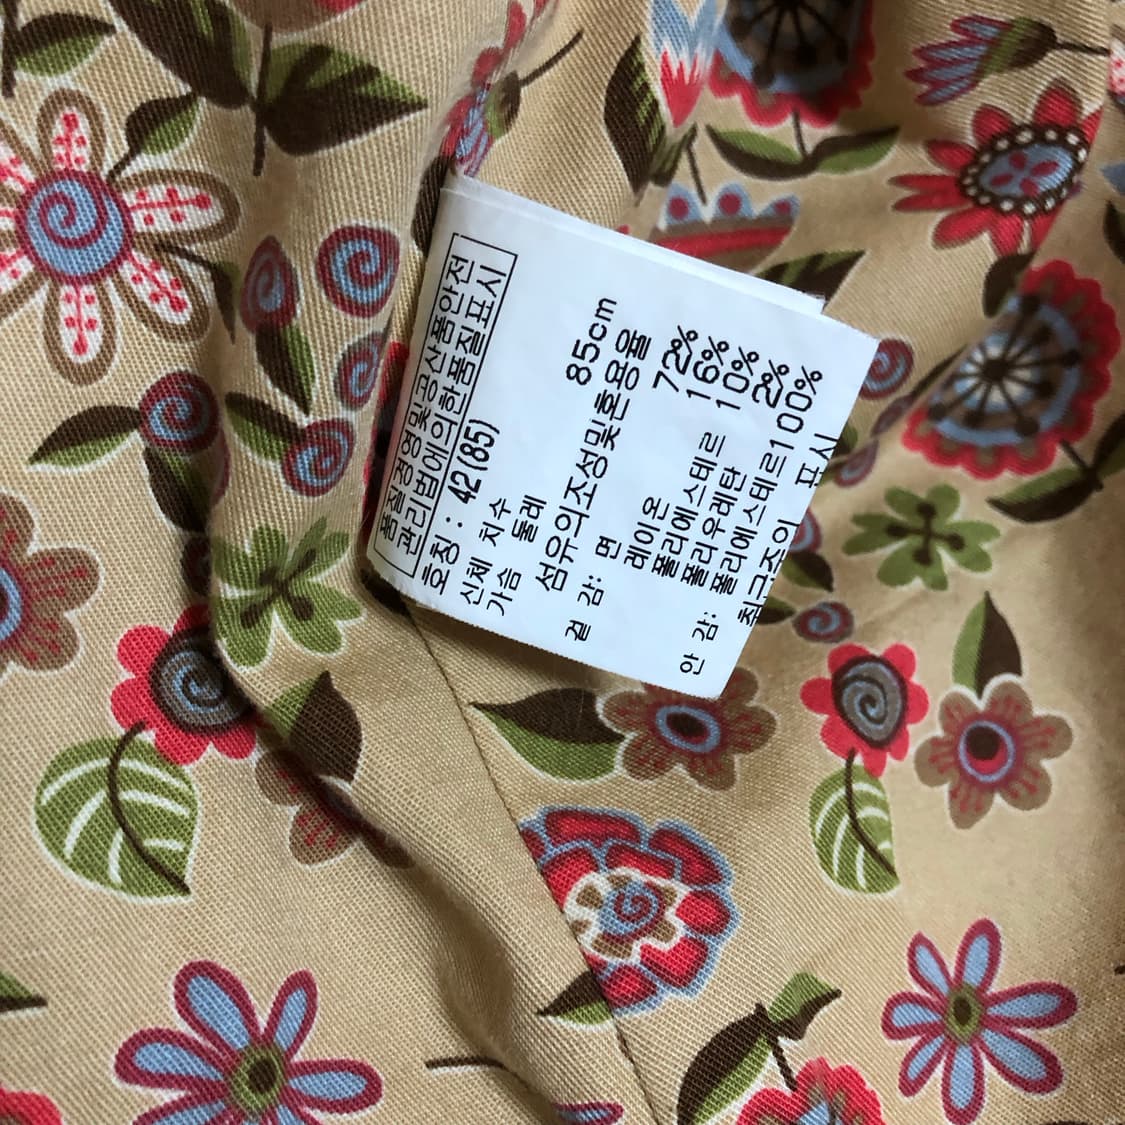 품질경영및공산품안전
관리법에의한품질표시
호칭 : 42(85)
신체 치수
가슴 둘레 85cm
섬유의조성및혼용율
겉 감: 면 72%
레이온 16%
폴리에스테르 10%
폴리우레탄 2%
안 감: 폴리에스테르100%